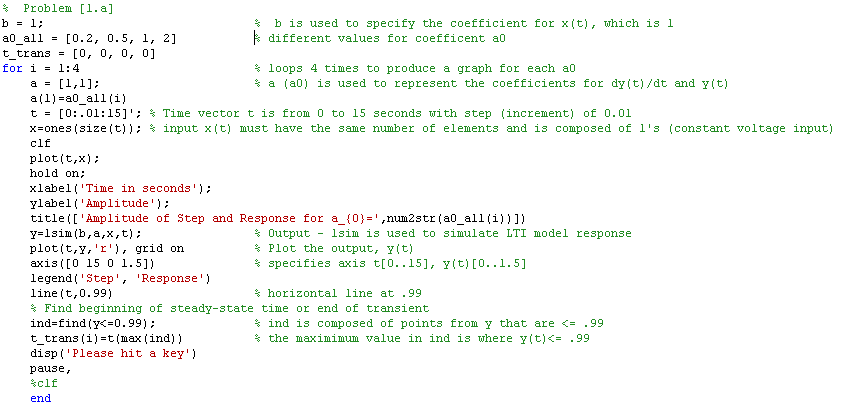 %  Problem [1.a]
b = 1;                                %  b is used to specify the coefficient for x(t), which is 1
a0_all = [0.2, 0.5, 1, 2]             % different values for coefficent a0
t_trans = [0, 0, 0, 0]
for i = 1:4                           % loops 4 times to produce a graph for each a0
    a = [1,1];                        % a (a0) is used to represent the coefficients for dy(t)/dt and y(t)
    a(1)=a0_all(i)
    t = [0:.01:15]'; % Time vector t is from 0 to 15 seconds with step (increment) of 0.01
    x=ones(size(t)); % input x(t) must have the same number of elements and is composed of 1's (constant voltage input)
    clf
    plot(t,x);
    hold on;
    xlabel('Time in seconds');
    ylabel('Amplitude');
    title(['Amplitude of Step and Response for a_{0}=',num2str(a0_all(i))])
    y=lsim(b,a,x,t);                  % Output - lsim is used to simulate LTI model response
    plot(t,y,'r'), grid on            % Plot the output, y(t)
    axis([0 15 0 1.5])                % specifies axis t[0..15], y(t)[0..1.5]
    legend('Step', 'Response')
    line(t,0.99)                      % horizontal line at .99
    % Find beginning of steady-state time or end of transient
    ind=find(y<=0.99);                % ind is composed of points from y that are <= .99
    t_trans(i)=t(max(ind))            % the maximimum value in ind is where y(t)<= .99
    disp('Please hit a key')
    pause,
    %clf
    end